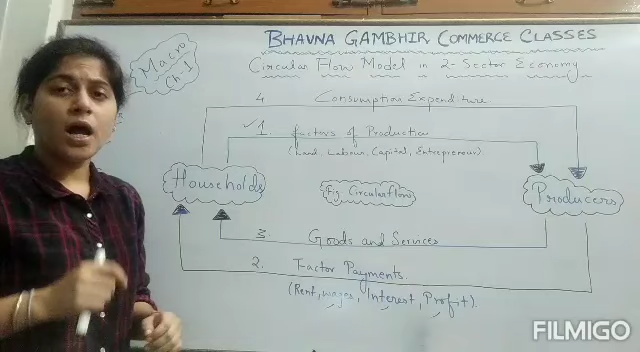 BHAVNA GAMBHIR COMMERCE CLASSES
Macro
Ch-1
Circular Flow Model in 2-Sector Economy
4 Consumption Expenditure
✓1. Factors of Production
(Land, Labour, Capital, Entrepreneur)
Households
Fig. Circular flow
Producers
3. Goods and Services
2. Factor Payments
(Rent, wages, Interest, Profit)
FILMIGO